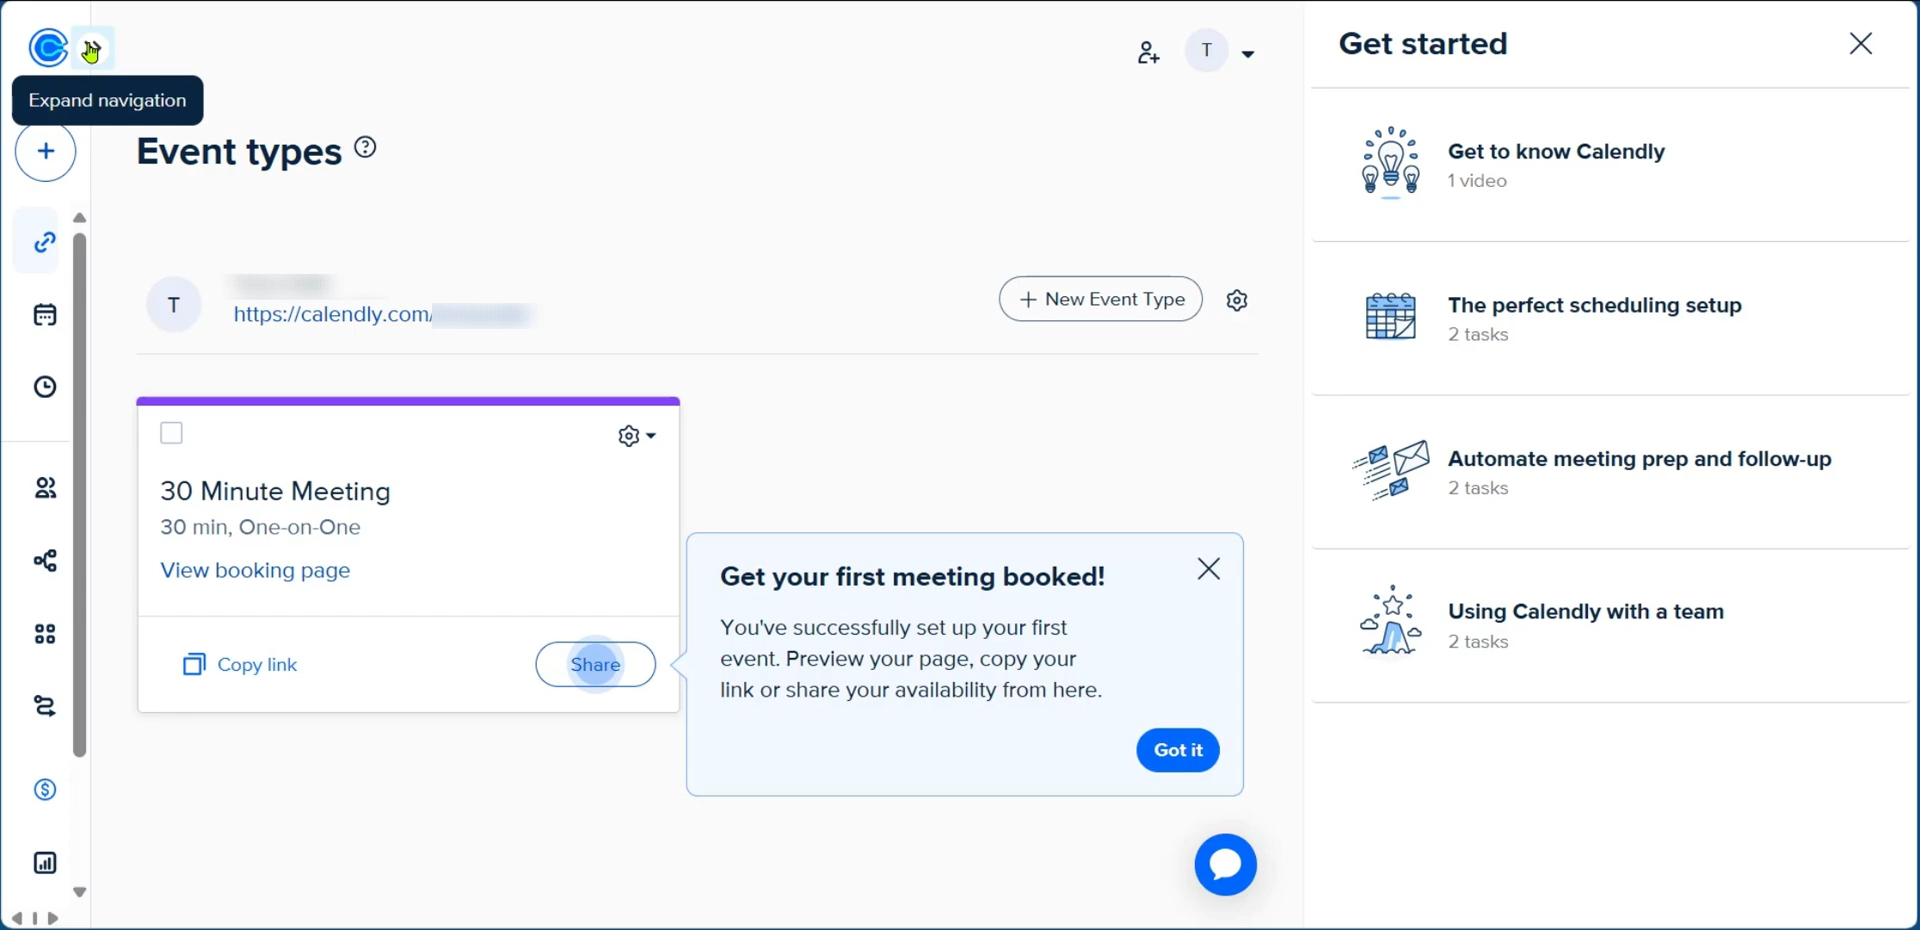 Expand navigation
Event types
T
T
https://calendly.com/
New Event Type
30 Minute Meeting
30 min, One-on-One
View booking page
Copy link
Share
Get your first meeting booked!
You've successfully set up your first
event. Preview your page, copy your
link or share your availability from here.
Got it
Get started
Get to know Calendly
1 video
The perfect scheduling setup
2 tasks
Automate meeting prep and follow-up
2 tasks
Using Calendly with a team
2 tasks